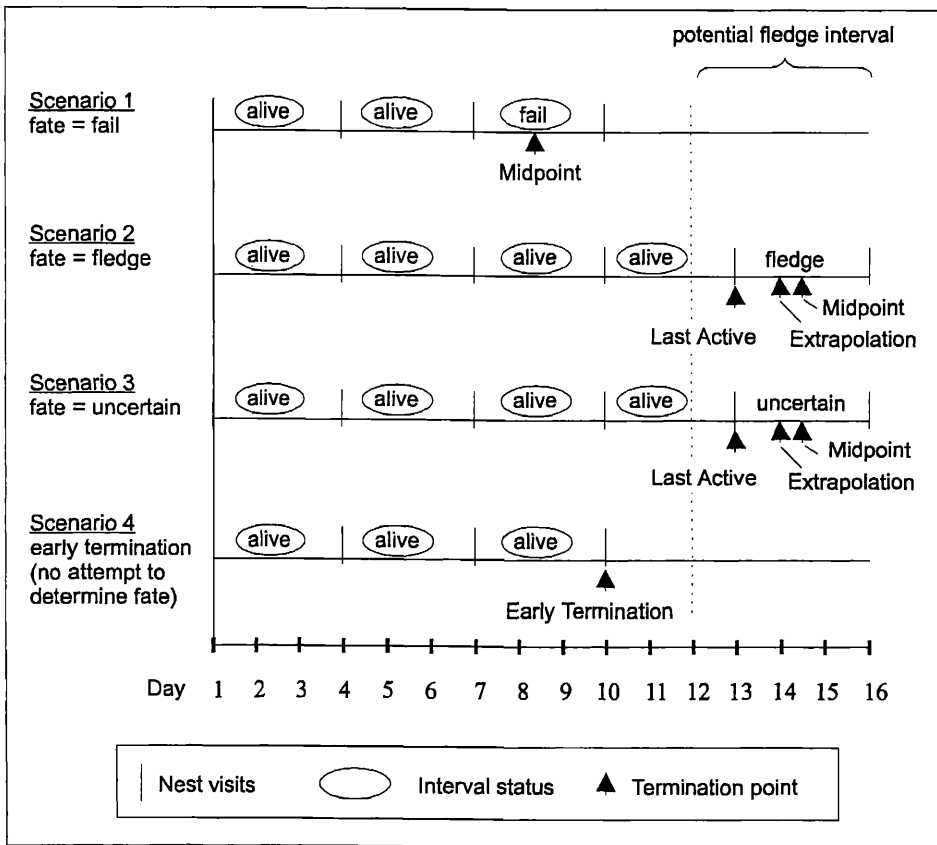 potential fledge interval
Scenario 1
fate = fail
alive alive fail
Midpoint
Scenario 2
fate = fledge
alive alive alive alive fledge
Midpoint
Last Active Extrapolation
Scenario 3
fate = uncertain
alive alive alive alive uncertain
Midpoint
Last Active Extrapolation
Scenario 4
early termination
(no attempt to
determine fate)
alive alive alive
Early Termination
Day 1 2 3 4 5 6 7 8 9 10 11 12 13 14 15 16
Nest visits Interval status Termination point